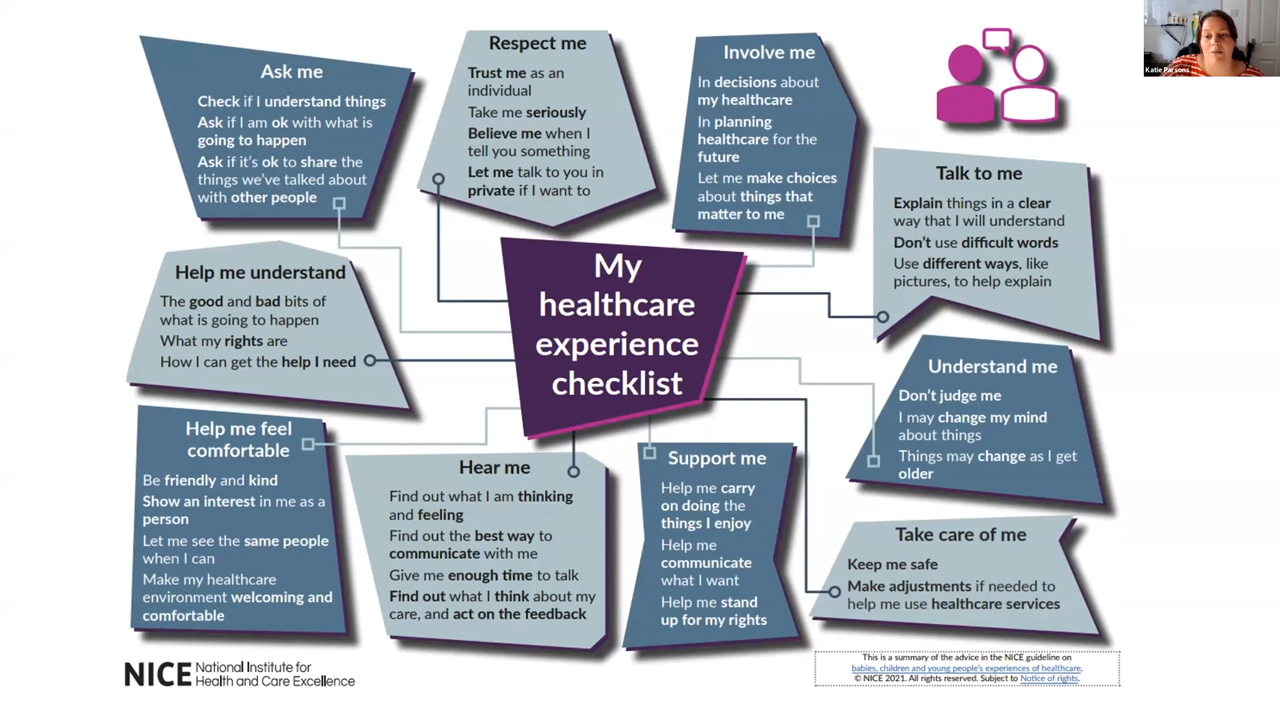 Ask me
Check if I understand things
Ask if I am ok with what is
going to happen
Ask if it's ok to share the
things we've talked about
with other people
Respect me
Trust me as an
individual
Take me seriously
Believe me when I
tell you something
Let me talk to you in
private if I want to
Involve me
In decisions about
my healthcare
In planning
healthcare for the
future
Let me make choices
about things that
matter to me
Katie Parsons
Talk to me
Explain things in a clear
way that I will understand
Don't use difficult words
Use different ways, like
pictures, to help explain
Help me understand
The good and bad bits of
what is going to happen
What my rights are
How I can get the help I need
My
healthcare
experience
checklist
Understand me
Don't judge me
I may change my mind
about things
Things may change as I get
older
Help me feel
comfortable
Be friendly and kind
Show an interest in me as a
person
Let me see the same people
when I can
Make my healthcare
environment welcoming and
comfortable
Hear me
Find out what I am thinking
and feeling
Find out the best way to
communicate with me
Give me enough time to talk
Find out what I think about my
care, and act on the feedback
Support me
Help me carry
on doing the
things I enjoy
Help me
communicate
what I want
Help me stand
up for my rights
Take care of me
Keep me safe
Make adjustments if needed to
help me use healthcare services
NICE National Institute for
Health and Care Excellence
This is a summary of the advice in the NICE guideline on
babies, children and young people's experiences of healthcare.
© NICE 2021. All rights reserved. Subject to Notice of rights.